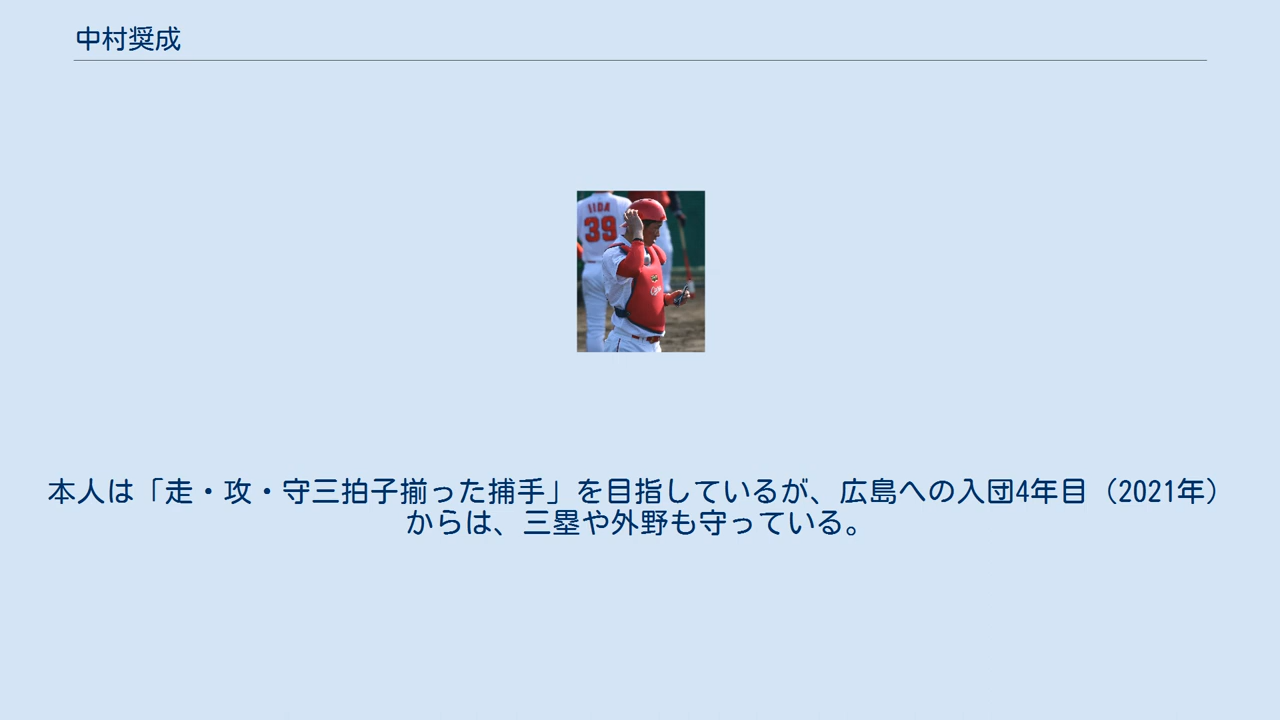 中村奨成
IIDA
39
本人は「走・攻・守三拍子揃った捕手」を目指しているが、広島への入団4年目（2021年）
からは、三塁や外野も守っている。